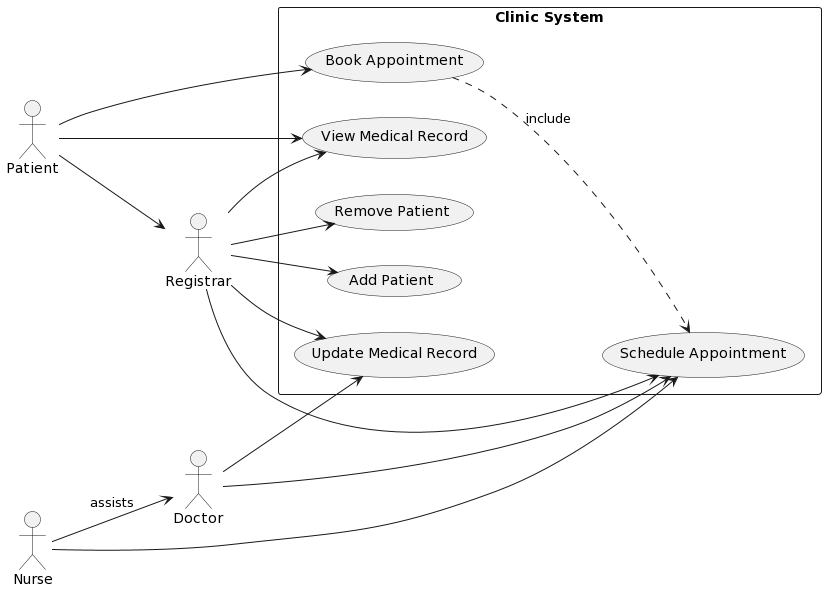 Clinic System
Book Appointment
include
View Medical Record
Patient
Remove Patient
Registrar
Add Patient
Update Medical Record
Schedule Appointment
assists
Doctor
Nurse